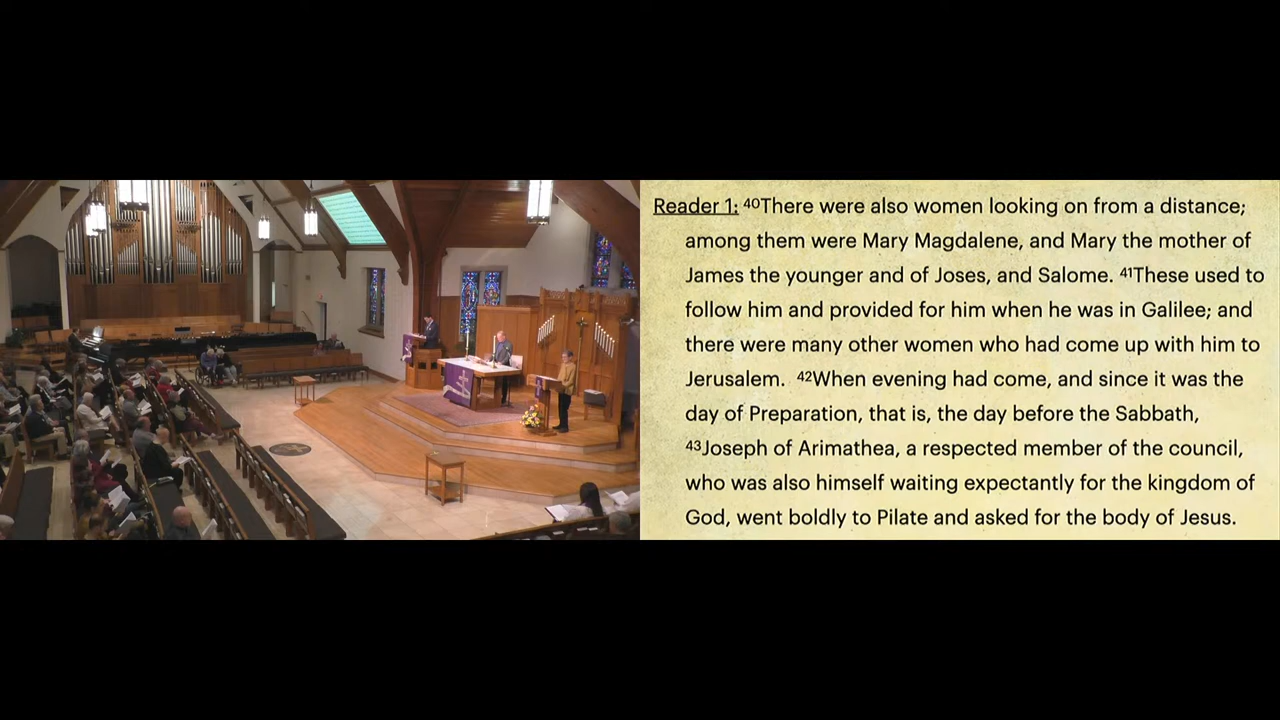 Reader 1: ⁴⁰There were also women looking on from a distance;
among them were Mary Magdalene, and Mary the mother of
James the younger and of Joses, and Salome. ⁴¹These used to
follow him and provided for him when he was in Galilee; and
there were many other women who had come up with him to
Jerusalem. ⁴²When evening had come, and since it was the
day of Preparation, that is, the day before the Sabbath,
⁴³Joseph of Arimathea, a respected member of the council,
who was also himself waiting expectantly for the kingdom of
God, went boldly to Pilate and asked for the body of Jesus.